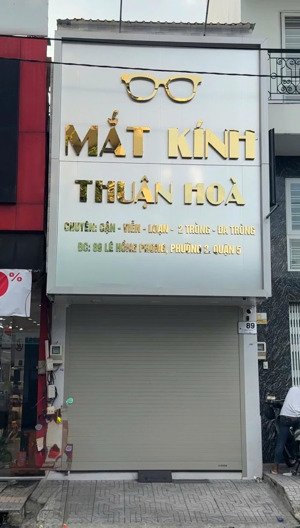 MẮT KÍNH
THUẬN HOÀ
CHUYÊN: CẬN - VIỄN - LOẠN - 2 TRÒNG - ĐA TRÒNG
ĐC: 89 LÊ HỒNG PHONG, PHƯỜNG 2, QUẬN 5
89
%